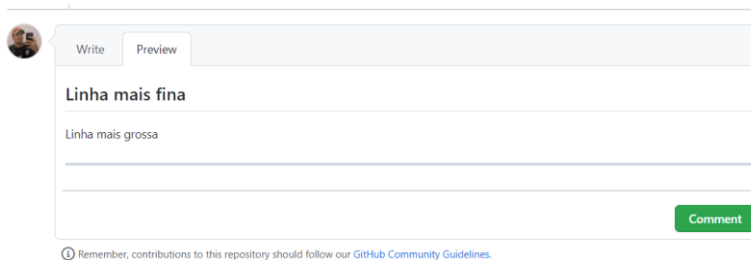 Write Preview
Linha mais fina
Linha mais grossa
Comment
Remember, contributions to this repository should follow our GitHub Community Guidelines.